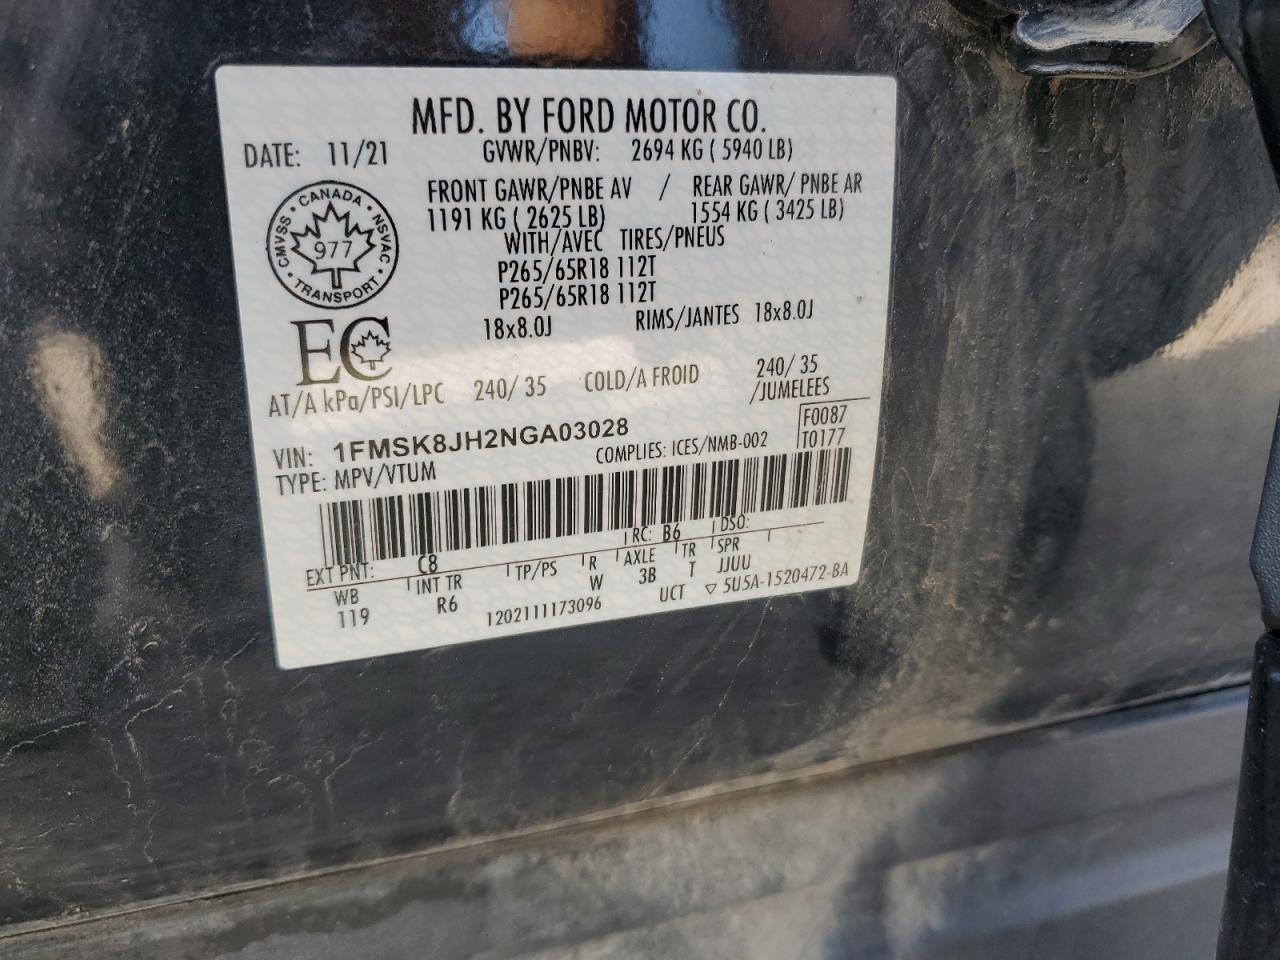 MFD. BY FORD MOTOR CO.
DATE: 11/21
GVWR/PNBV: 2694 KG ( 5940 LB)
FRONT GAWR/PNBE AV / REAR GAWR/ PNBE AR
1191 KG ( 2625 LB) 1554 KG ( 3425 LB)
WITH/AVEC TIRES/PNEUS
P265/65R18 112T
P265/65R18 112T
18x8.0J RIMS/JANTES 18x8.0J
CMVSS • CANADA • NSVAC • TRANSPORT •
977
EC
AT/A kPa/PSI/LPC 240/ 35 COLD/A FROID 240/ 35
/JUMELEES
VIN: 1FMSK8JH2NGA03028
F0087
T0177
TYPE: MPV/VTUM COMPLIES: ICES/NMB-002
EXT PNT: C8 RC: B6 DSO:
WB INT TR TP/PS R AXLE TR SPR
119 R6 W 3B T JJUU
1202111173096 UCT ▽ 5U5A-1520472-BA